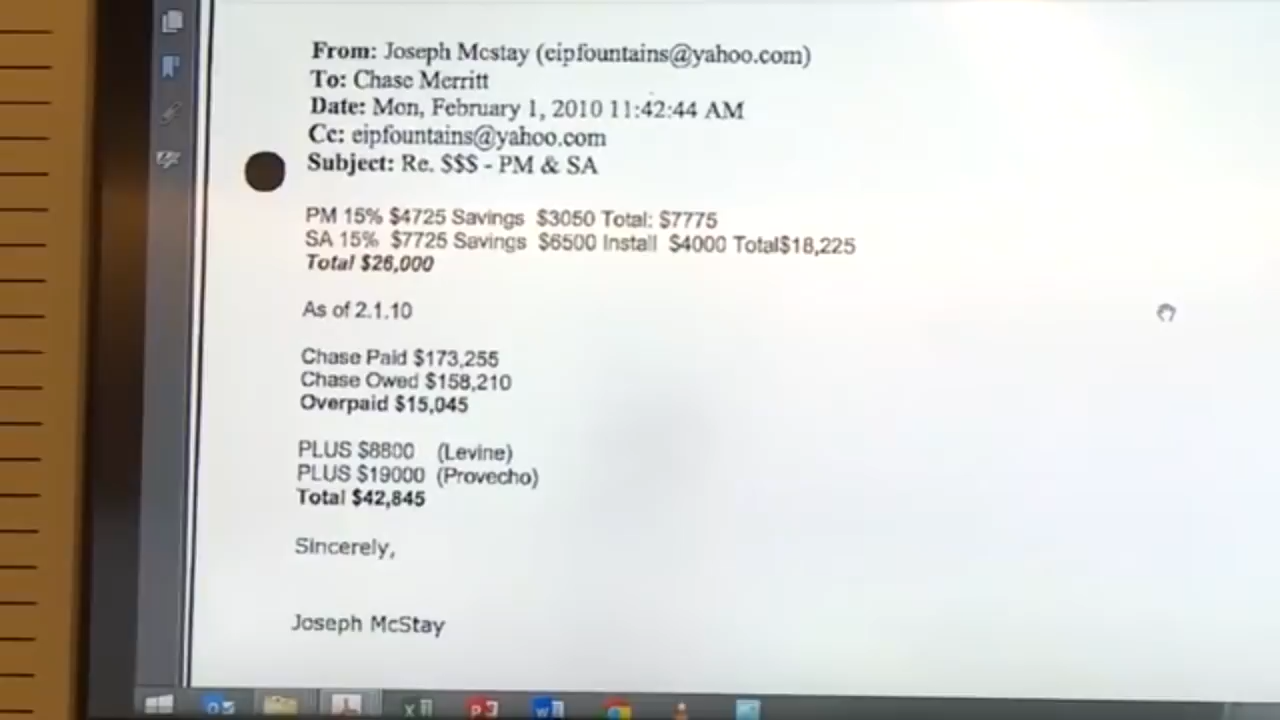 From: Joseph Mcstay (eipfountains@yahoo.com)
To: Chase Merritt
Date: Mon, February 1, 2010 11:42:44 AM
Cc: eipfountains@yahoo.com
Subject: Re. $$$ - PM & SA
PM 15% $4725 Savings $3050 Total: $7775
SA 15% $7725 Savings $6500 Install $4000 Total$18,225
Total $26,000
As of 2.1.10
Chase Paid $173,255
Chase Owed $158,210
Overpaid $15,045
PLUS $8800 (Levine)
PLUS $19000 (Provecho)
Total $42,845
Sincerely,
Joseph McStay